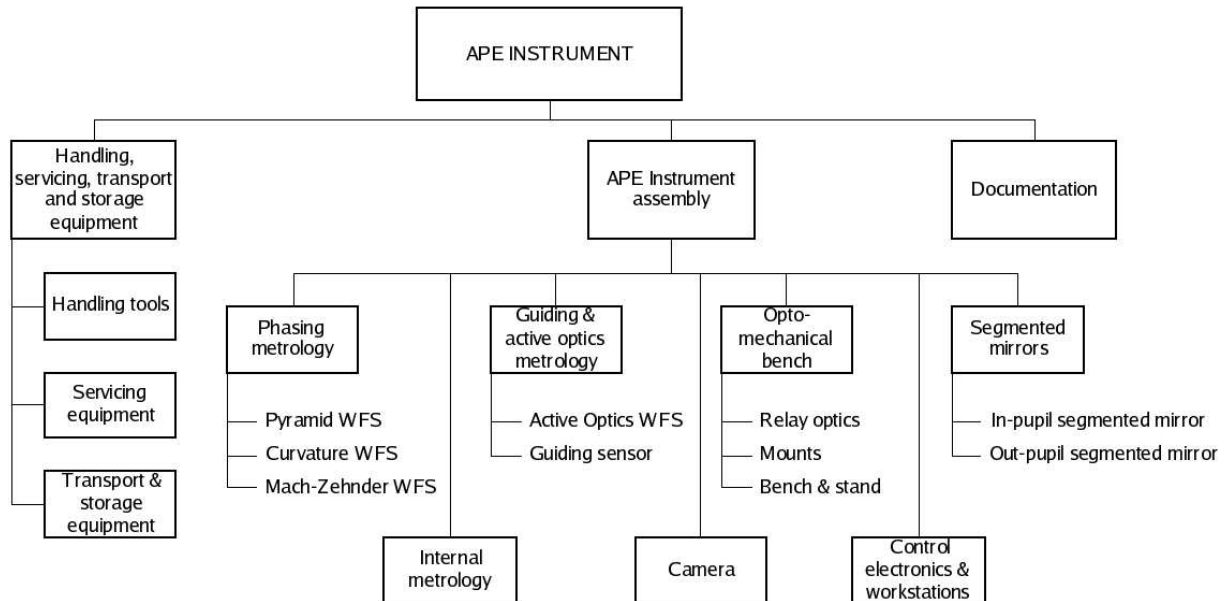 APE INSTRUMENT
Handling,
servicing, transport
and storage
equipment
APE Instrument
assembly
Documentation
Handling tools
Servicing
equipment
Transport &
storage
equipment
Phasing
metrology
Pyramid WFS
Curvature WFS
Mach-Zehnder WFS
Internal
metrology
Guiding &
active optics
metrology
Active Optics WFS
Guiding sensor
Camera
Opto-
mechanical
bench
Relay optics
Mounts
Bench & stand
Control
electronics &
workstations
Segmented
mirrors
In-pupil segmented mirror
Out-pupil segmented mirror